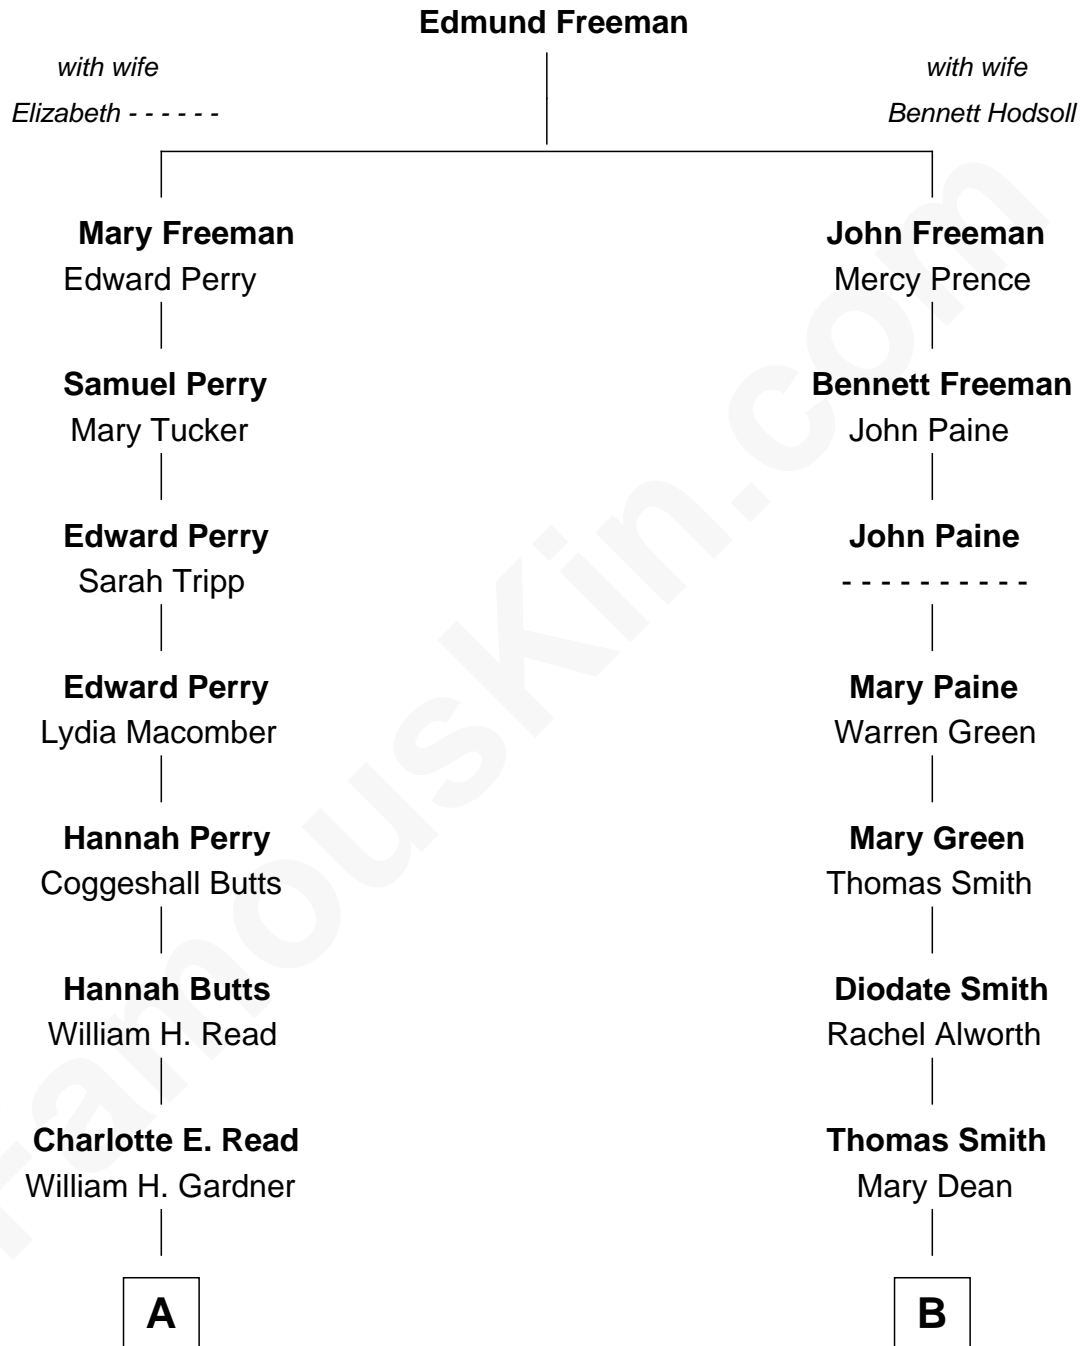 Edmund Freeman
with wife
Elizabeth - - - - - -
with wife
Bennett Hodsoll
Mary Freeman
Edward Perry
John Freeman
Mercy Prence
Samuel Perry
Mary Tucker
Bennett Freeman
John Paine
Edward Perry
Sarah Tripp
John Paine
- - - - - - - - - -
Edward Perry
Lydia Macomber
Mary Paine
Warren Green
Hannah Perry
Coggeshall Butts
Mary Green
Thomas Smith
Hannah Butts
William H. Read
Diodate Smith
Rachel Alworth
Charlotte E. Read
William H. Gardner
Thomas Smith
Mary Dean
A
B
FamousKin.com